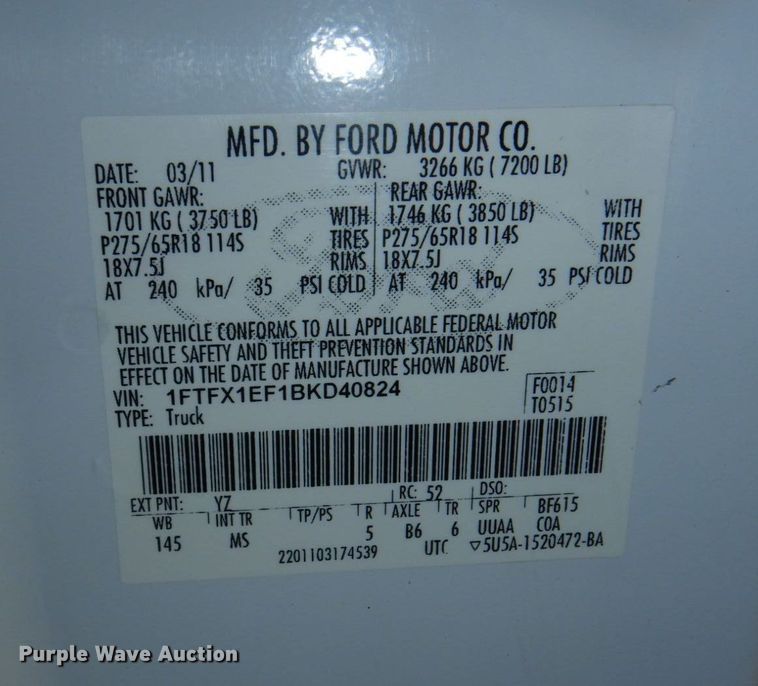 MFD. BY FORD MOTOR CO.
DATE: 03/11 GVWR: 3266 KG ( 7200 LB)
FRONT GAWR: REAR GAWR:
1701 KG ( 3750 LB) WITH 1746 KG ( 3850 LB) WITH
P275/65R18 114S TIRES P275/65R18 114S TIRES
18X7.5J RIMS 18X7.5J RIMS
AT 240 kPa/ 35 PSI COLD AT 240 kPa/ 35 PSI COLD
Ford
THIS VEHICLE CONFORMS TO ALL APPLICABLE FEDERAL MOTOR
VEHICLE SAFETY AND THEFT PREVENTION STANDARDS IN
EFFECT ON THE DATE OF MANUFACTURE SHOWN ABOVE.
VIN: 1FTFX1EF1BKD40824 F0014
TYPE: Truck T0515
EXT PNT: YZ RC: 52 DSO:
WB INT TR TP/PS R AXLE TR SPR BF615
145 MS 5 B6 6 UUAA COA
2201103174539 UTC ▽5U5A-1520472-BA
Purple Wave Auction